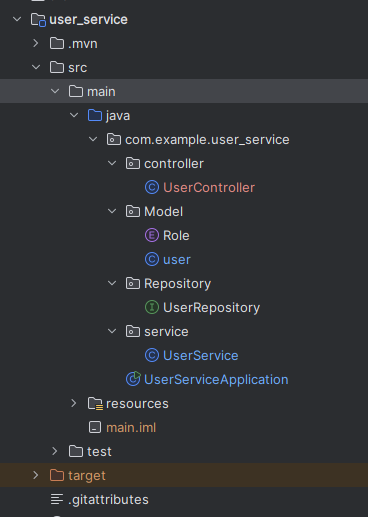 user_service
.mvn
src
main
java
com.example.user_service
controller
C UserController
Model
E Role
C user
Repository
I UserRepository
service
C UserService
UserServiceApplication
resources
main.iml
test
target
.gitattributes